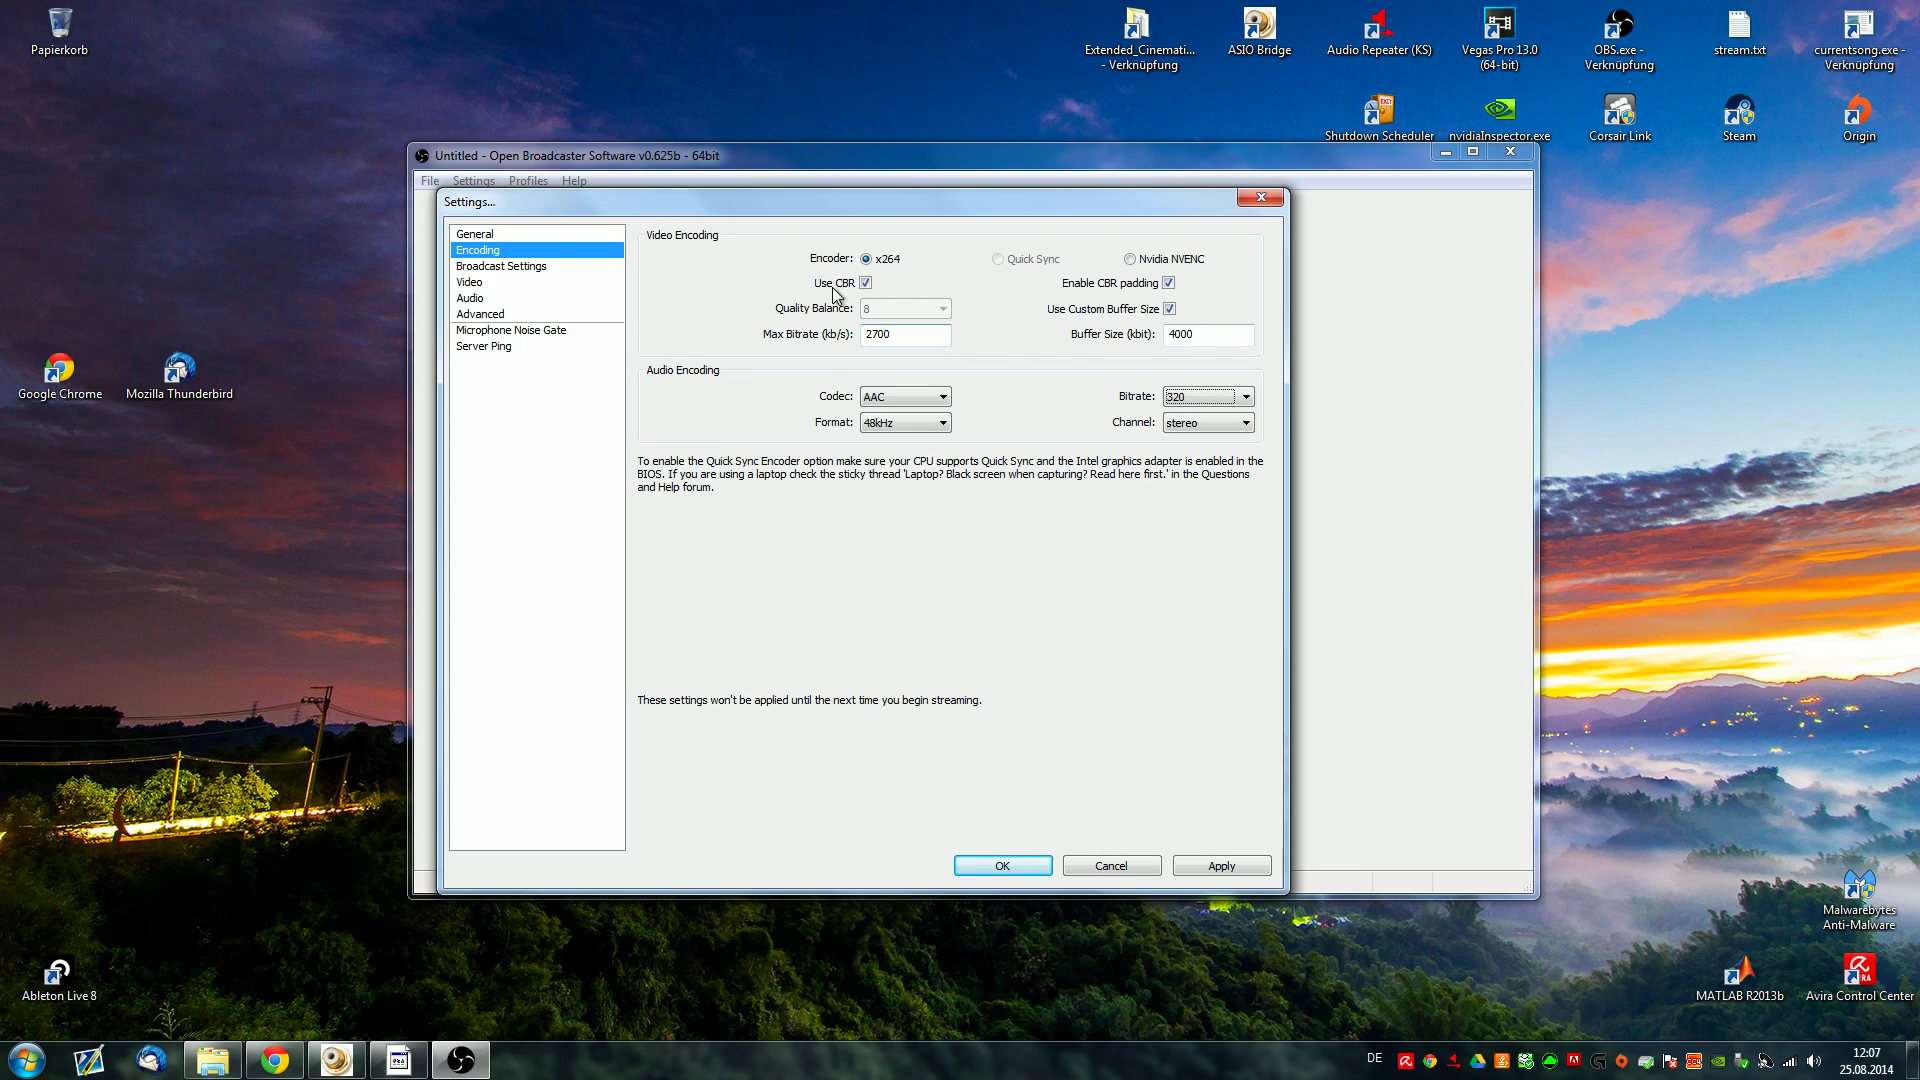 Papierkorb
Extended_Cinemati...
- Verknüpfung
ASIO Bridge
Audio Repeater (KS)
Vegas Pro 13.0
(64-bit)
OBS.exe -
Verknüpfung
stream.txt
currentsong.exe -
Verknüpfung
Shutdown Scheduler
nvidiaInspector.exe
Corsair Link
Steam
Origin
Untitled - Open Broadcaster Software v0.625b - 64bit
File Settings Profiles Help
Settings...
General
Encoding
Broadcast Settings
Video
Audio
Advanced
Microphone Noise Gate
Server Ping
Video Encoding
Encoder: x264 Quick Sync Nvidia NVENC
Use CBR Enable CBR padding
Quality Balance: 8 Use Custom Buffer Size
Max Bitrate (kb/s): 2700 Buffer Size (kbit): 4000
Audio Encoding
Codec: AAC Bitrate: 320
Format: 48kHz Channel: stereo
To enable the Quick Sync Encoder option make sure your CPU supports Quick Sync and the Intel graphics adapter is enabled in the
BIOS. If you are using a laptop check the sticky thread 'Laptop? Black screen when capturing? Read here first.' in the Questions
and Help forum.
These settings won't be applied until the next time you begin streaming.
OK Cancel Apply
Google Chrome
Mozilla Thunderbird
Ableton Live 8
Malwarebytes
Anti-Malware
MATLAB R2013b
Avira Control Center
DE
12:07
25.08.2014